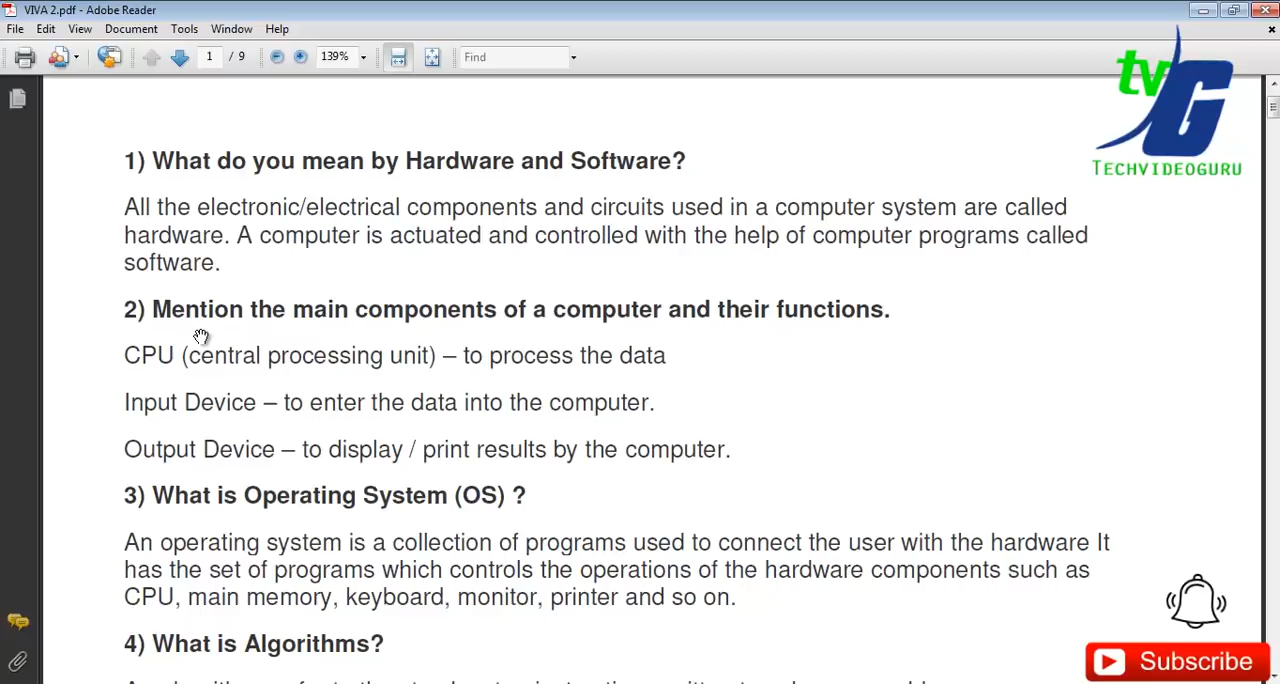 VIVA 2.pdf - Adobe Reader
File Edit View Document Tools Window Help
1 / 9 139% Find
tvG
TECHVIDEOGURU
1) What do you mean by Hardware and Software?
All the electronic/electrical components and circuits used in a computer system are called
hardware. A computer is actuated and controlled with the help of computer programs called
software.
2) Mention the main components of a computer and their functions.
CPU (central processing unit) – to process the data
Input Device – to enter the data into the computer.
Output Device – to display / print results by the computer.
3) What is Operating System (OS) ?
An operating system is a collection of programs used to connect the user with the hardware It
has the set of programs which controls the operations of the hardware components such as
CPU, main memory, keyboard, monitor, printer and so on.
4) What is Algorithms?
Subscribe